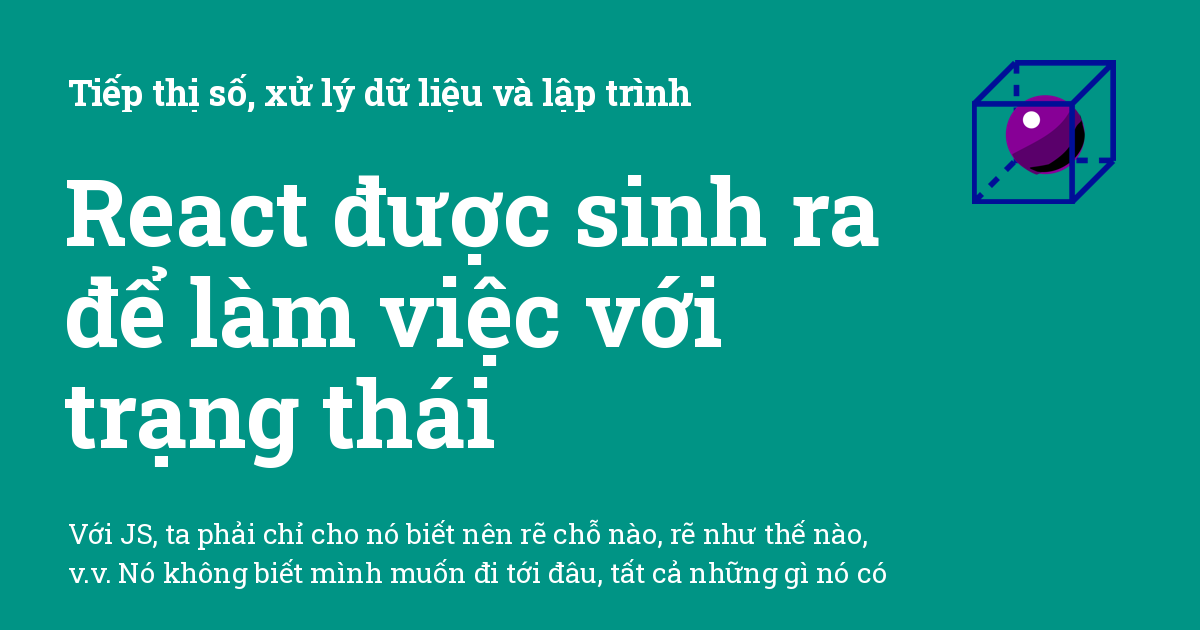 Tiếp thị số, xử lý dữ liệu và lập trình
React được sinh ra
để làm việc với
trạng thái
Với JS, ta phải chỉ cho nó biết nên rẽ chỗ nào, rẽ như thế nào,
v.v. Nó không biết mình muốn đi tới đâu, tất cả những gì nó có